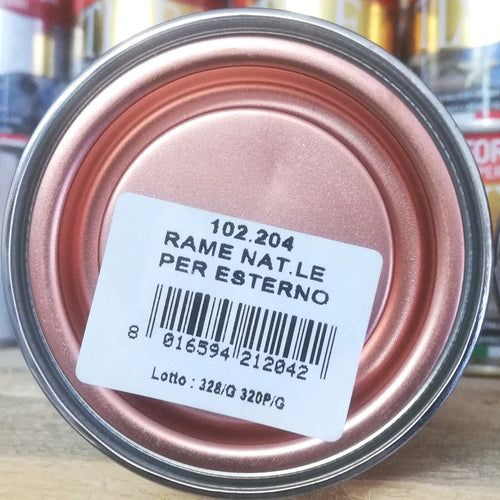 102.204
RAME NAT.LE
PER ESTERNO
8 016594 212042
Lotto : 328/G 320P/G